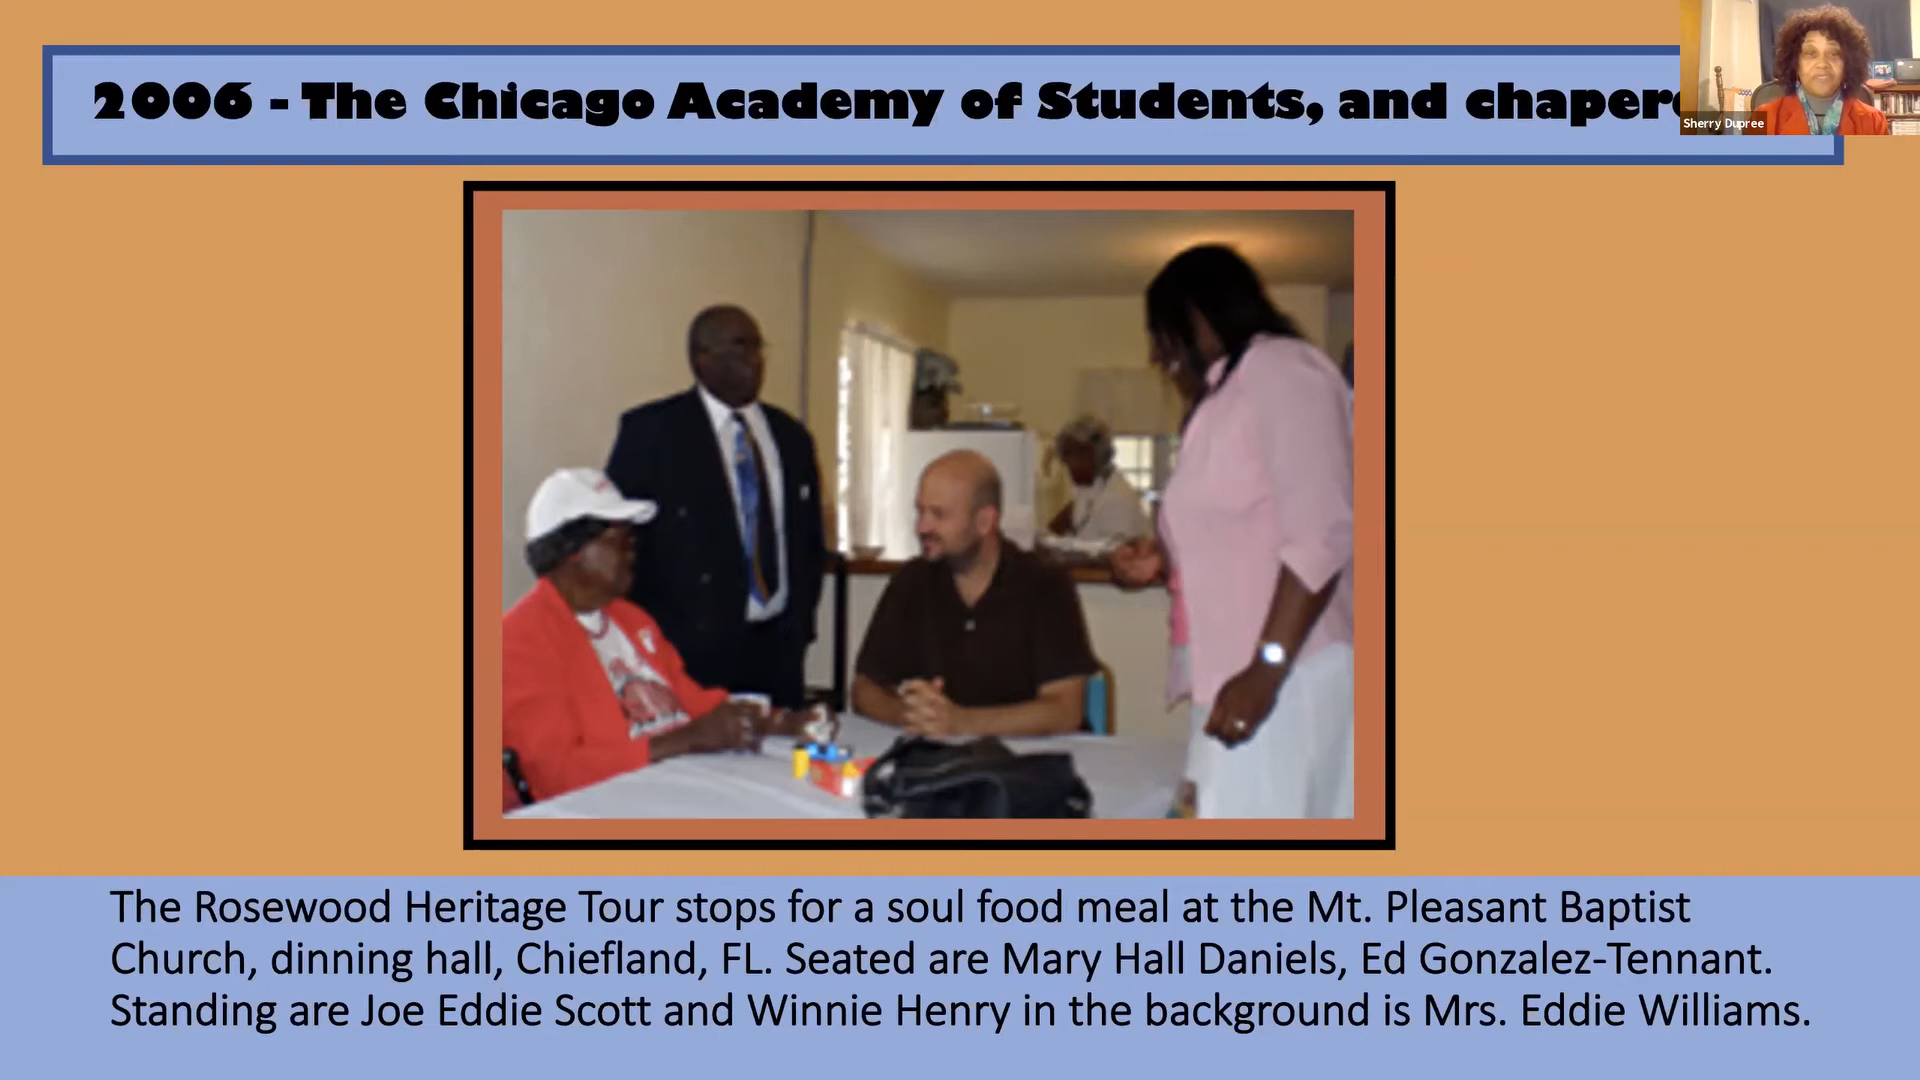 2006 - The Chicago Academy of Students, and
Sherry Dupree
The Rosewood Heritage Tour stops for a soul food meal at the Mt. Pleasant Baptist
Church, dinning hall, Chiefland, FL. Seated are Mary Hall Daniels, Ed Gonzalez-Tennant.
Standing are Joe Eddie Scott and Winnie Henry in the background is Mrs. Eddie Williams.